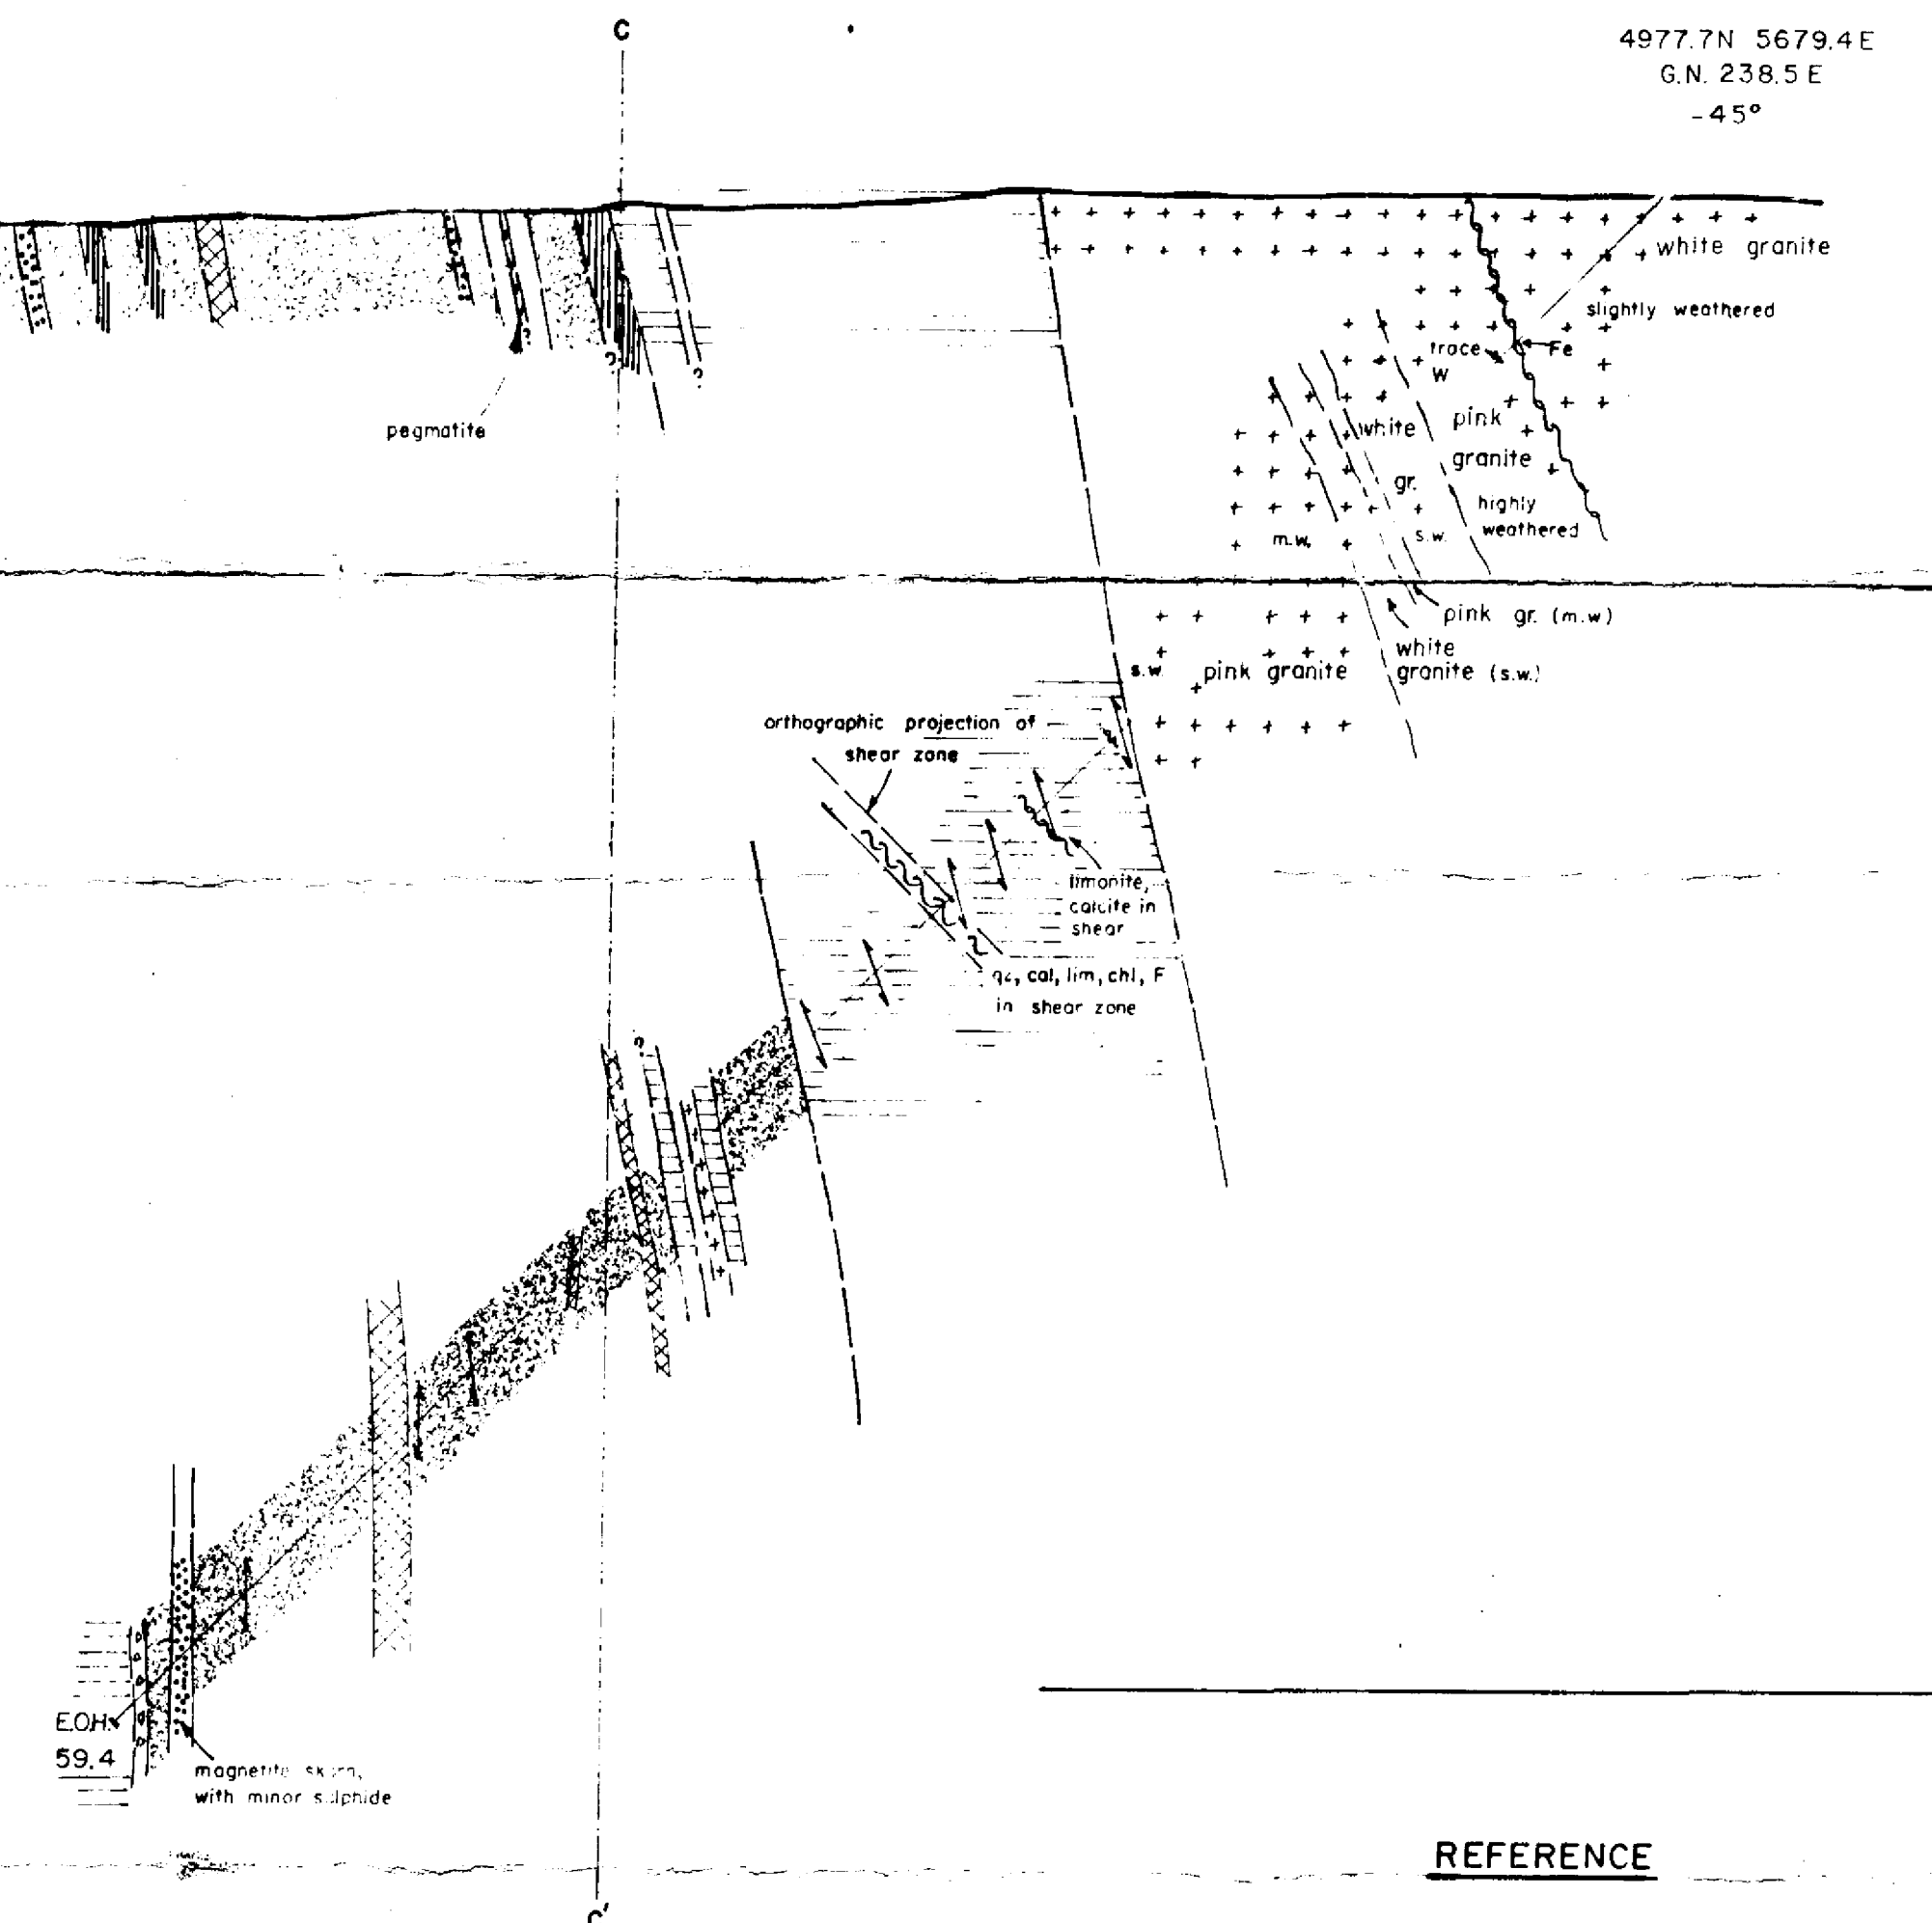 C
4977.7N 5679.4E
G.N. 238.5 E
-45°
white granite
slightly weathered
trace
W
Fe
?
?
?
pegmatite
white
pink
granite
gr.
highly
weathered
m.w.
s.w.
pink gr. (m.w)
white
granite (s.w.)
s.w. pink granite
orthographic projection of
shear zone
limonite,
calcite in
shear
qz, cal, lim, chl, F
in shear zone
?
E.O.H.
59.4
magnetite skarn,
with minor sulphide
REFERENCE
C'